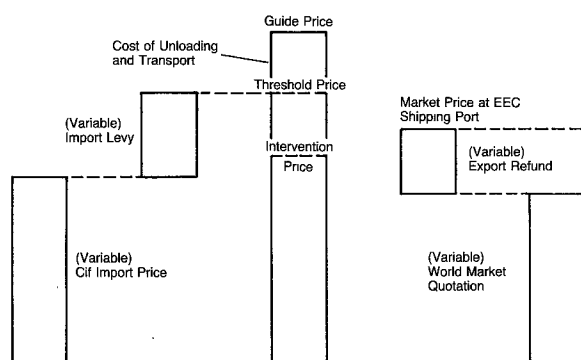 Guide Price
Cost of Unloading
and Transport
Threshold Price
(Variable)
Import Levy
Intervention
Price
Market Price at EEC
Shipping Port
(Variable)
Export Refund
(Variable)
Cif Import Price
(Variable)
World Market
Quotation